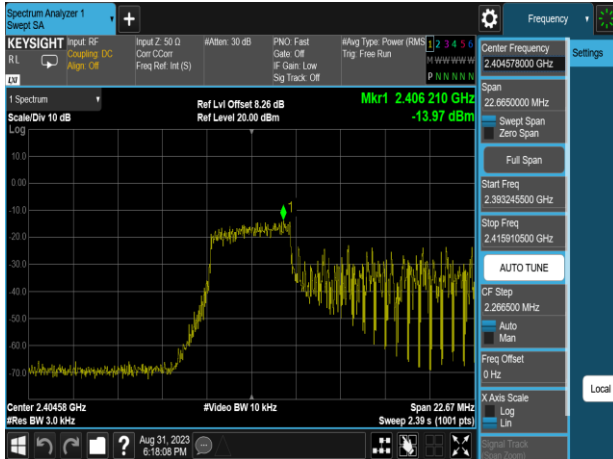 Spectrum Analyzer 1
Swept SA
Frequency
KEYSIGHT
RL
LXI
Input: RF
Coupling: DC
Align: Off
Input Z: 50 Ω
Corr CCorr
Freq Ref: Int (S)
#Atten: 30 dB
PNO: Fast
Gate: Off
IF Gain: Low
Sig Track: Off
#Avg Type: Power (RMS
Trig: Free Run
1 2 3 4 5 6
M W W W W W
P N N N N N
Center Frequency
2.404578000 GHz
Settings
Span
22.6650000 MHz
Swept Span
Zero Span
Full Span
Start Freq
2.393245500 GHz
Stop Freq
2.415910500 GHz
AUTO TUNE
CF Step
2.266500 MHz
Auto
Man
Freq Offset
0 Hz
X Axis Scale
Log
Lin
Signal Track
(Span Zoom)
Local
1 Spectrum
Scale/Div 10 dB
Log
Ref Lvl Offset 8.26 dB
Ref Level 20.00 dBm
Mkr1 2.406 210 GHz
-13.97 dBm
10.0
0.00
-10.0
-20.0
-30.0
-40.0
-50.0
-60.0
-70.0
1
Center 2.40458 GHz
#Res BW 3.0 kHz
#Video BW 10 kHz
Span 22.67 MHz
Sweep 2.39 s (1001 pts)
?
Aug 31, 2023
6:18:08 PM